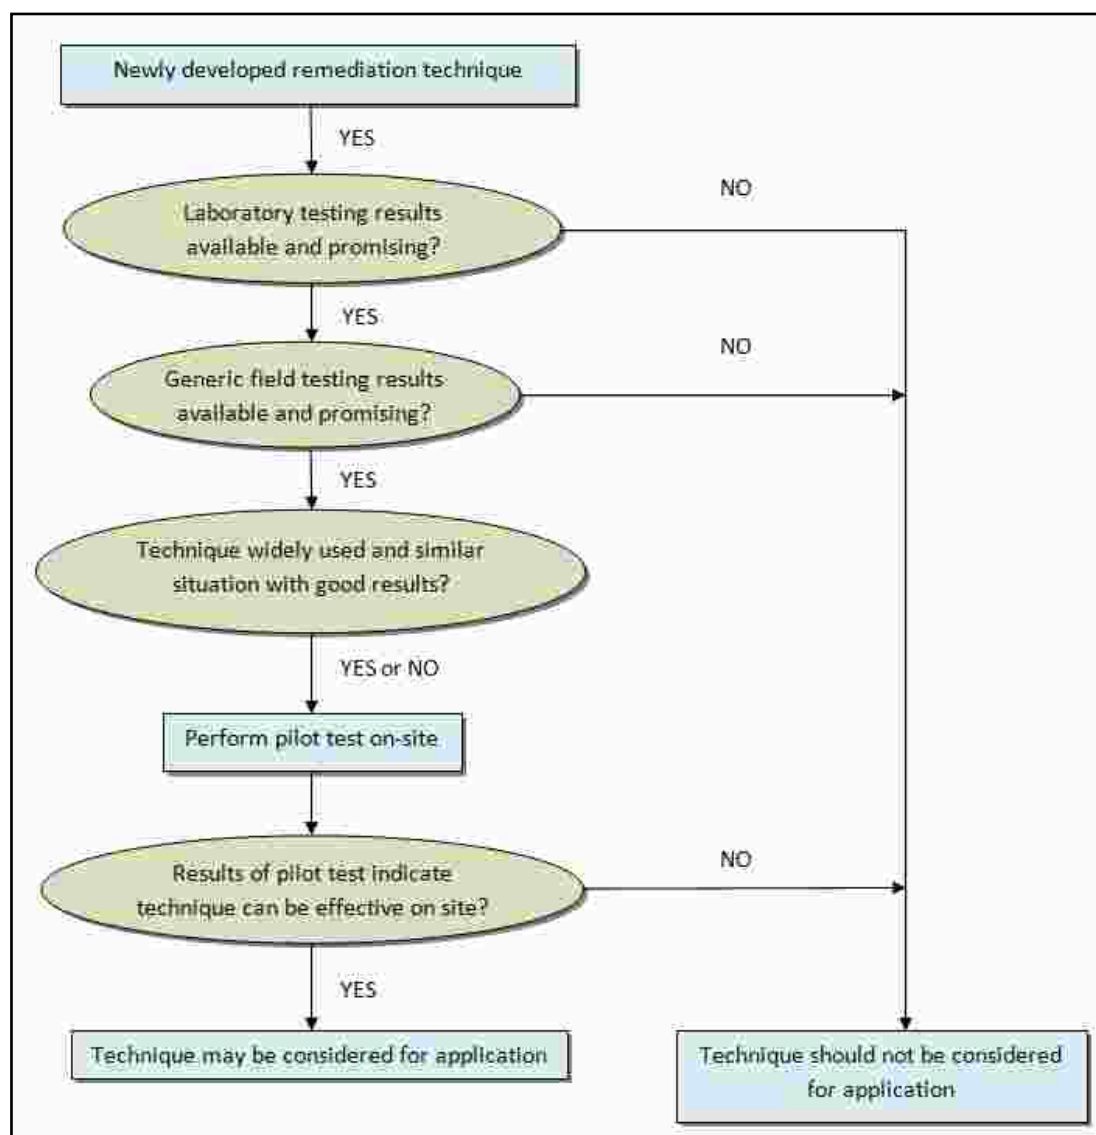 Newly developed remediation technique
YES
NO
Laboratory testing results
available and promising?
YES
NO
Generic field testing results
available and promising?
YES
Technique widely used and similar
situation with good results?
YES or NO
Perform pilot test on-site
NO
Results of pilot test indicate
technique can be effective on site?
YES
Technique may be considered for application
Technique should not be considered
for application